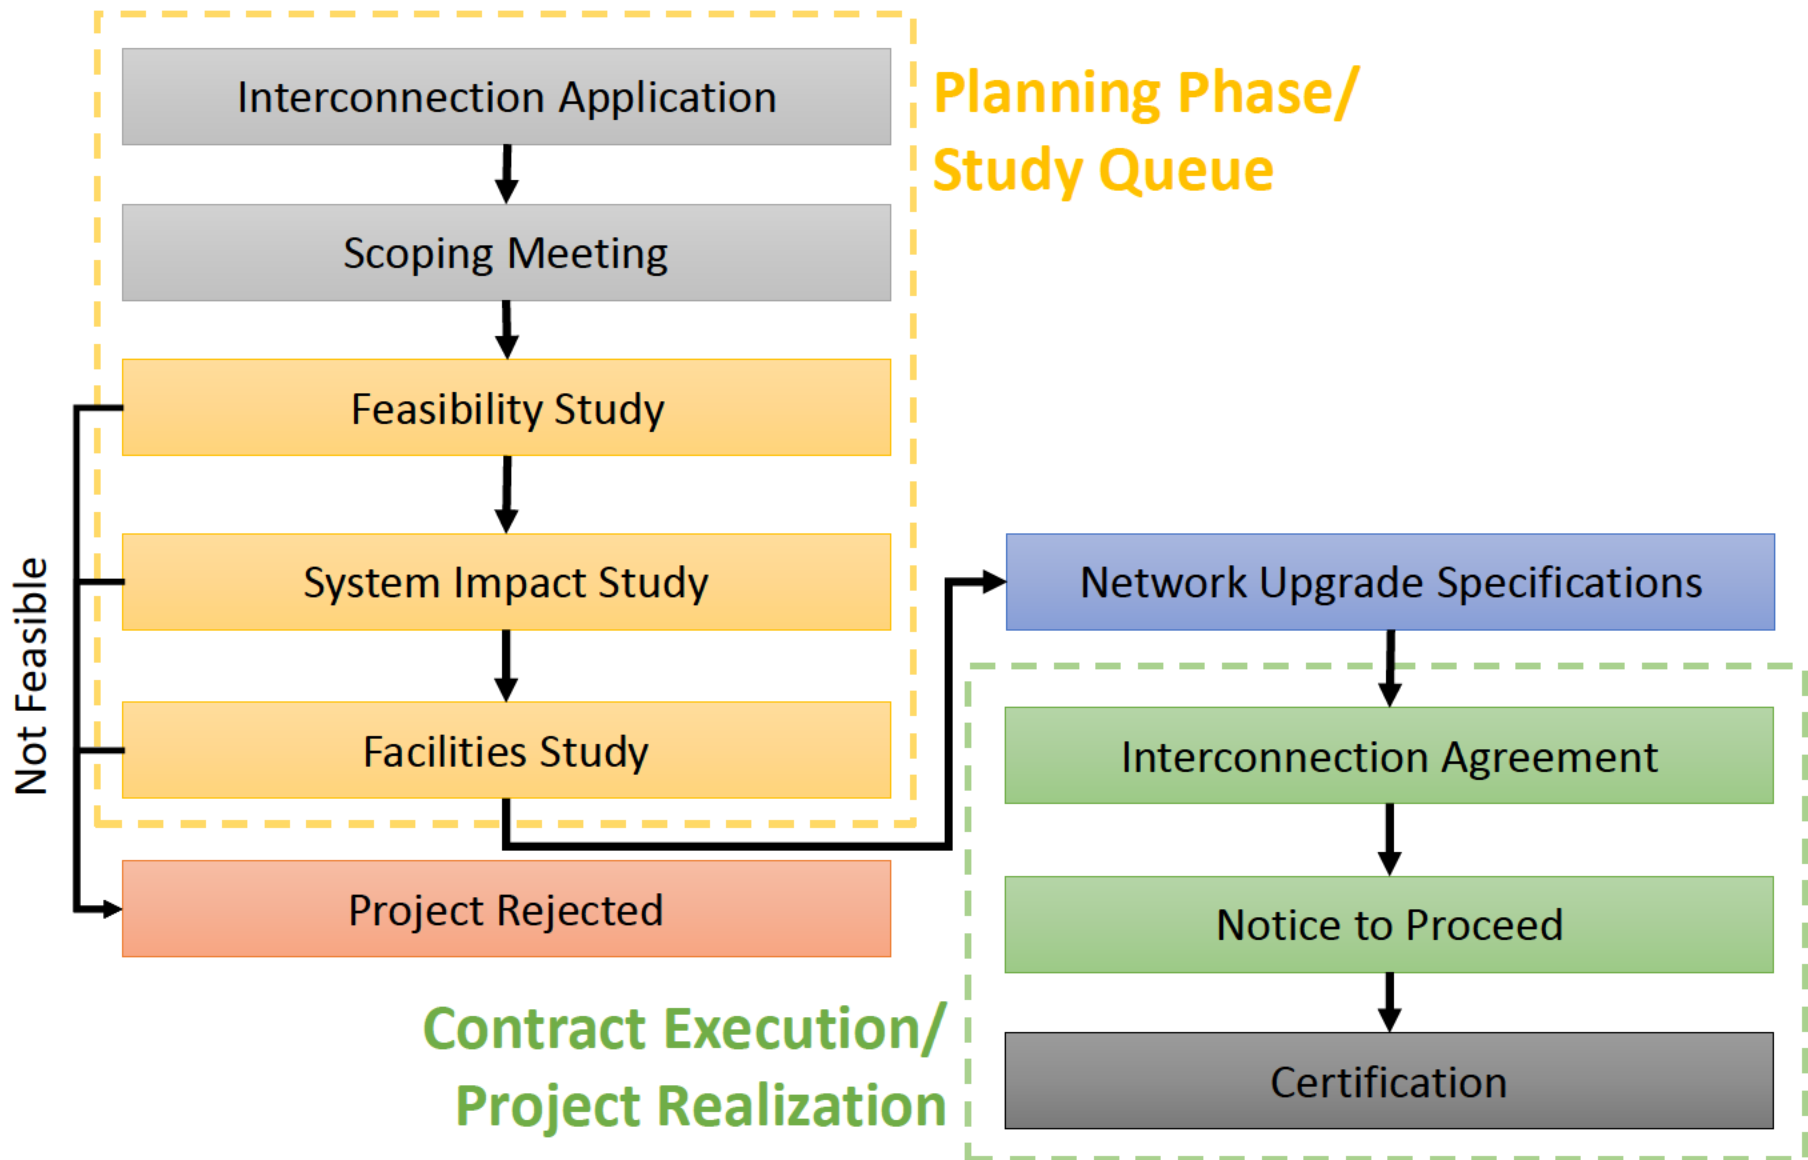 Interconnection Application
Planning Phase/
Study Queue
Scoping Meeting
Feasibility Study
System Impact Study
Facilities Study
Not Feasible
Project Rejected
Network Upgrade Specifications
Interconnection Agreement
Notice to Proceed
Certification
Contract Execution/
Project Realization